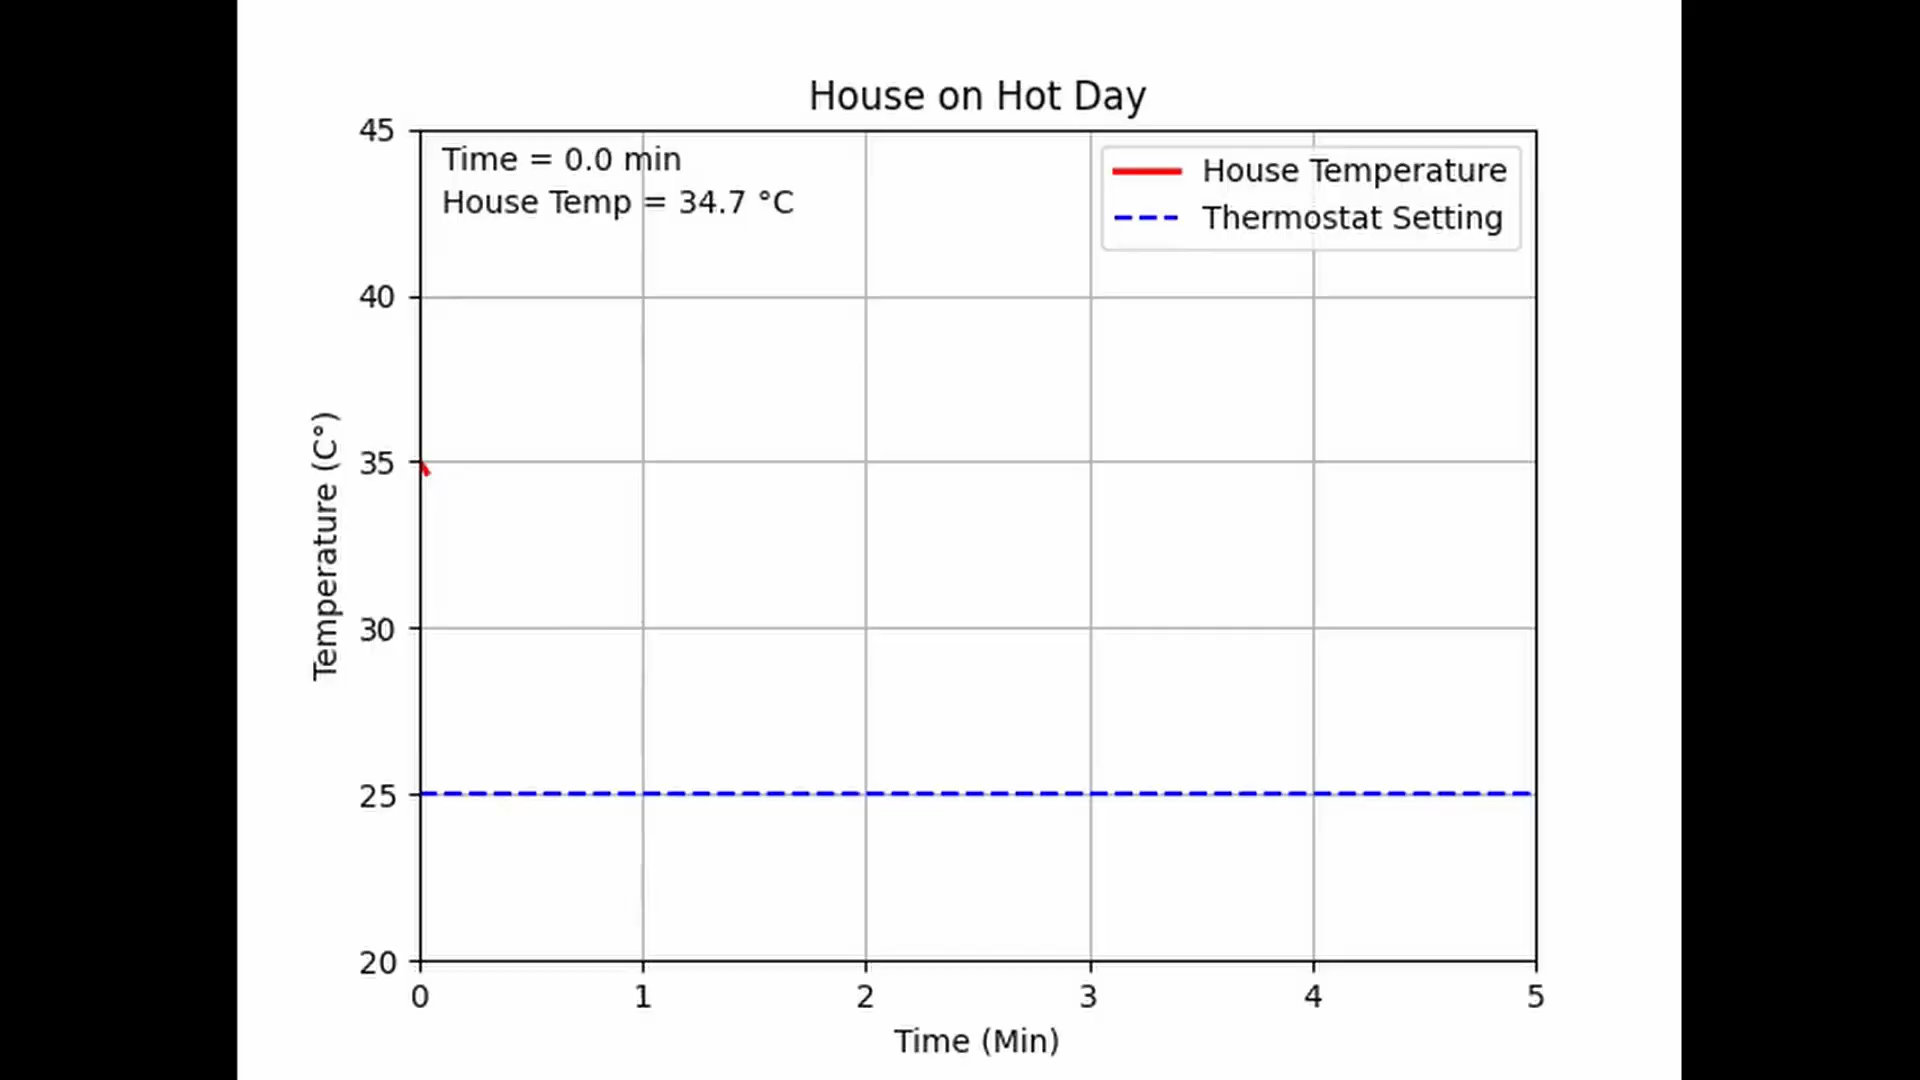 House on Hot Day
Time = 0.0 min
House Temp = 34.7 °C
House Temperature
Thermostat Setting
45
40
35
30
25
20
Temperature (C°)
0 1 2 3 4 5
Time (Min)